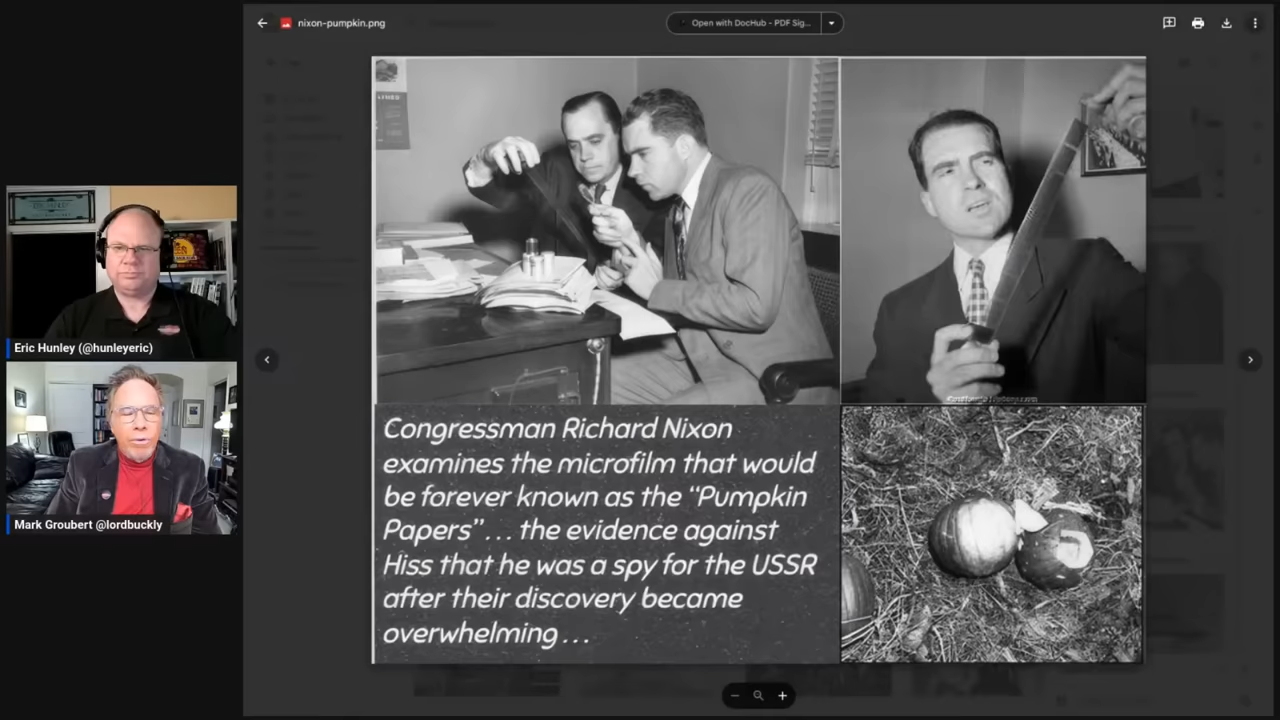 nixon-pumpkin.png
Open with DocHub - PDF Sig...
Eric Hunley (@hunleyeric)
Mark Groubert @lordbuckly
Congressman Richard Nixon
examines the microfilm that would
be forever known as the “Pumpkin
Papers”... the evidence against
Hiss that he was a spy for the USSR
after their discovery became
overwhelming...